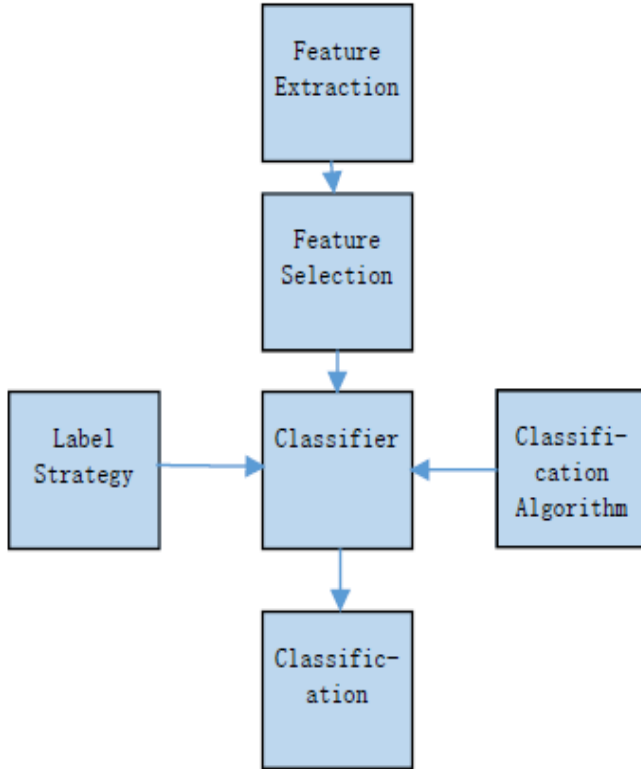 Feature
Extraction
Feature
Selection
Label
Strategy
Classifier
Classifi-
cation
Algorithm
Classific-
ation